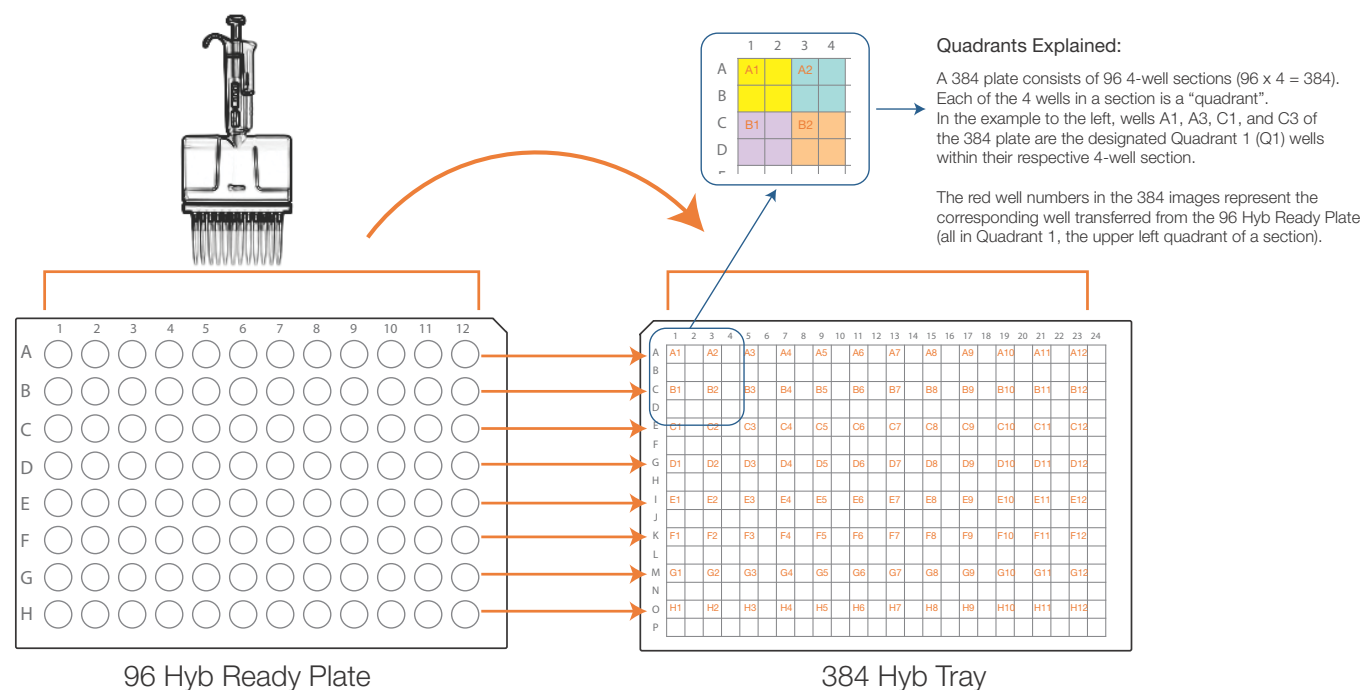 1 2 3 4
A A1 A2
B
C B1 B2
D
Quadrants Explained:
A 384 plate consists of 96 4-well sections (96 x 4 = 384).
Each of the 4 wells in a section is a “quadrant”.
In the example to the left, wells A1, A3, C1, and C3 of
the 384 plate are the designated Quadrant 1 (Q1) wells
within their respective 4-well section.
The red well numbers in the 384 images represent the
corresponding well transferred from the 96 Hyb Ready Plate
(all in Quadrant 1, the upper left quadrant of a section).
1 2 3 4 5 6 7 8 9 10 11 12
A
B
C
D
E
F
G
H
96 Hyb Ready Plate
1 2 3 4 5 6 7 8 9 10 11 12 13 14 15 16 17 18 19 20 21 22 23 24
A A1 A2 A3 A4 A5 A6 A7 A8 A9 A10 A11 A12
B
C B1 B2 B3 B4 B5 B6 B7 B8 B9 B10 B11 B12
D
E C1 C2 C3 C4 C5 C6 C7 C8 C9 C10 C11 C12
F
G D1 D2 D3 D4 D5 D6 D7 D8 D9 D10 D11 D12
H
I E1 E2 E3 E4 E5 E6 E7 E8 E9 E10 E11 E12
J
K F1 F2 F3 F4 F5 F6 F7 F8 F9 F10 F11 F12
L
M G1 G2 G3 G4 G5 G6 G7 G8 G9 G10 G11 G12
N
O H1 H2 H3 H4 H5 H6 H7 H8 H9 H10 H11 H12
P
384 Hyb Tray